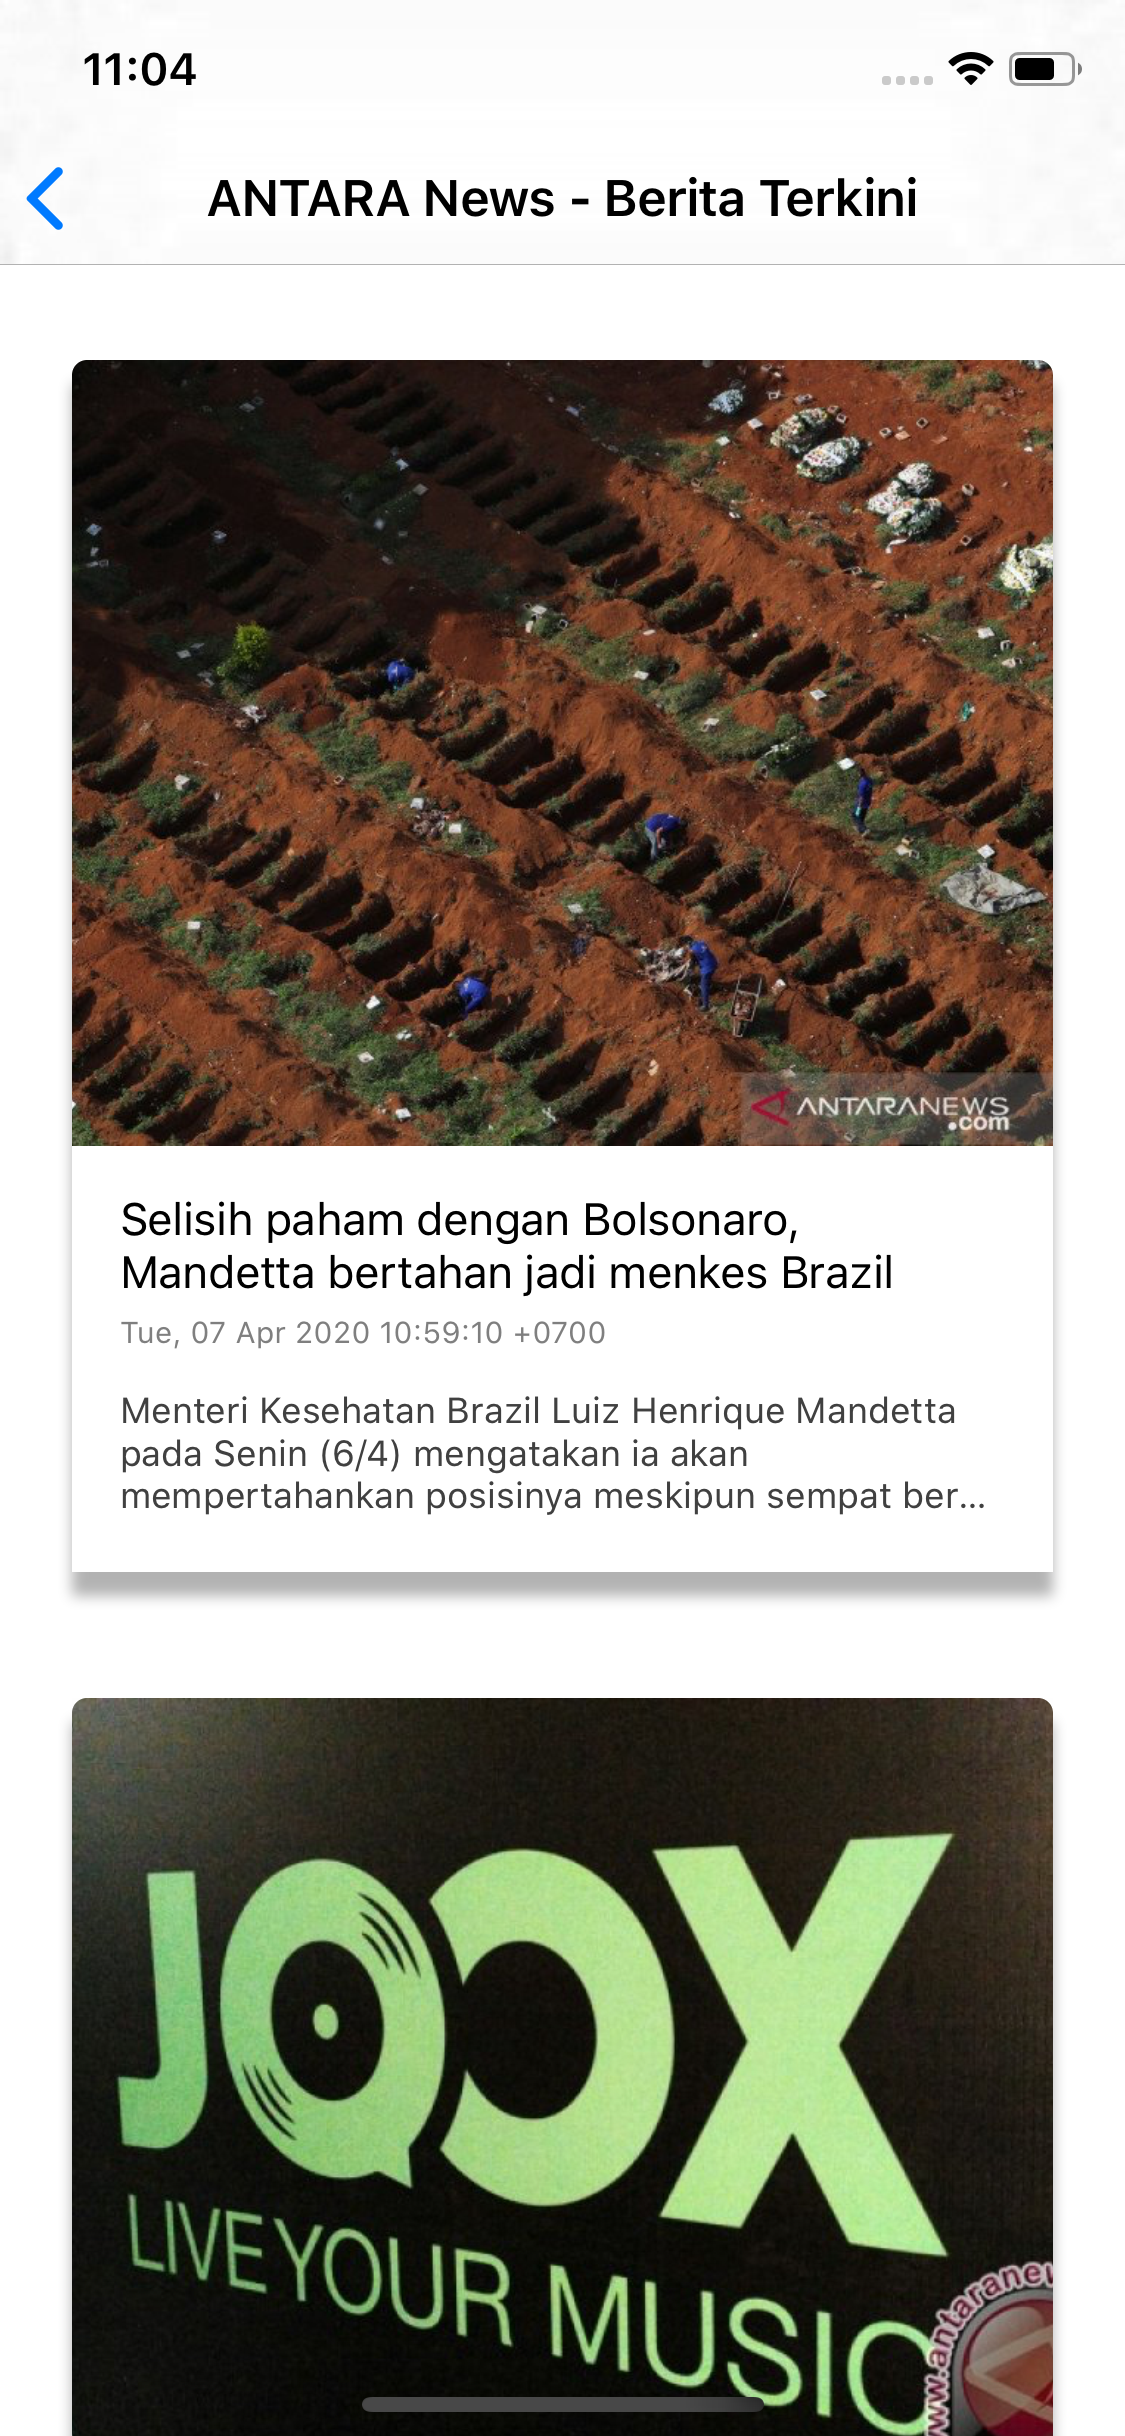 11:04
ANTARA News - Berita Terkini
ANTARANEWS
.com
Selisih paham dengan Bolsonaro,
Mandetta bertahan jadi menkes Brazil
Tue, 07 Apr 2020 10:59:10 +0700
Menteri Kesehatan Brazil Luiz Henrique Mandetta
pada Senin (6/4) mengatakan ia akan
mempertahankan posisinya meskipun sempat ber...
JOOX
LIVE YOUR MUSIC
www.antaranew